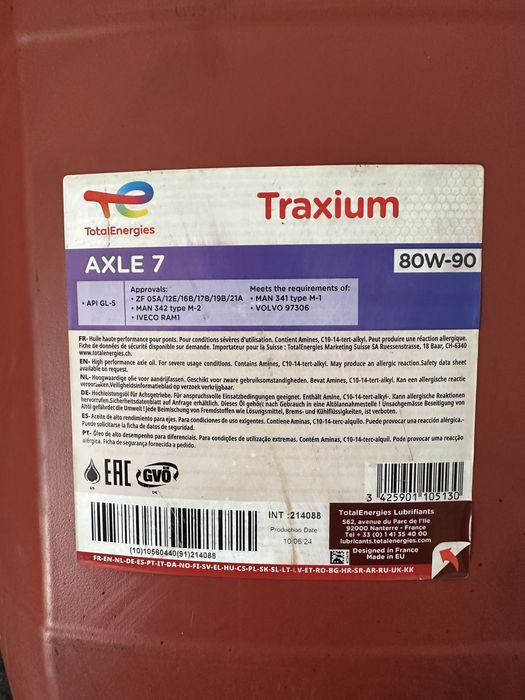 TotalEnergies
Traxium
AXLE 7
80W-90
• API GL-5
Approvals:
• ZF 05A/12E/16B/17B/19B/21A
• MAN 342 type M-2
• IVECO RAM1
Meets the requirements of:
• MAN 341 type M-1
• VOLVO 97306
FR- Huile haute performance pour ponts. Pour conditions sévères d'utilisation. Contient Amines, C10-14-tert-alkyl. Peut produire une réaction allergique.
Fiche de données de sécurité disponible sur demande. Importateur pour la Suisse : TotalEnergies Marketing Suisse SA Ruessenstrasse, 18 Baar, CH-6340
www.totalenergies.ch.
EN- High performance axle oil. For severe usage conditions. Contains Amines, C10-14-tert-alkyl. May produce an allergic reaction.Safety data sheet
available on request.
NL- Hoogwaardige olie voor aandrijfassen. Geschikt voor zware gebruiksomstandigheden. Bevat Amines, C10-14-tert-alkyl. Kan een allergische reactie
veroorzaken.Veiligheidsinformatieblad op verzoek verkrijgbaar.
DE- Hochleistungsöl für Achsgetriebe. Für anspruchsvolle Einsatzbedingungen geeignet. Enthält Amine, C10-14-tert-alkyl-. Kann allergische Reaktionen
hervorrufen.Sicherheitsdatenblatt auf Anfrage erhältlich. Dieses Öl gehört nach Gebrauch in eine Altölannahmestelle ! Unsachgemässe Beseitigung von
Altöl gefährdet die Umwelt ! Jede Beimischung von Fremdstoffen wie Lösungsmittel, Brems- und Kühlflüssigkeiten, ist verboten.
ES- Aceite de alto rendimiento para ejes. Para condiciones de uso exigentes. Contiene Aminas, C10-14-terc-alquilo. Puede provocar una reacción alérgica.-
Puede solicitarse la ficha de datos de seguridad.
PT- Óleo de alto desempenho para diferenciais. Para condições de utilização extremas. Contém Aminas, C10-14-terc-alquil. Pode provocar uma reacção
alérgica. Ficha de segurança fornecida a pedido.
ES
EAC
GVÖ
DE
3 425901 105130
INT :214088
Production Date
10/06/24
(10)10560440(91)214088
TotalEnergies Lubrifiants
562, avenue du Parc de l'Ile
92000 Nanterre - France
Tel + 33 (0) 1 41 35 40 00
lubricants.totalenergies.com
Designed in France
Made in EU
FR-EN-NL-DE-ES-PT-IT-DA-NO-FI-SV-EL-HU-CS-PL-SK-SL-LT-LV-ET-RO-BG-HR-SR-AR-RU-UK-KK